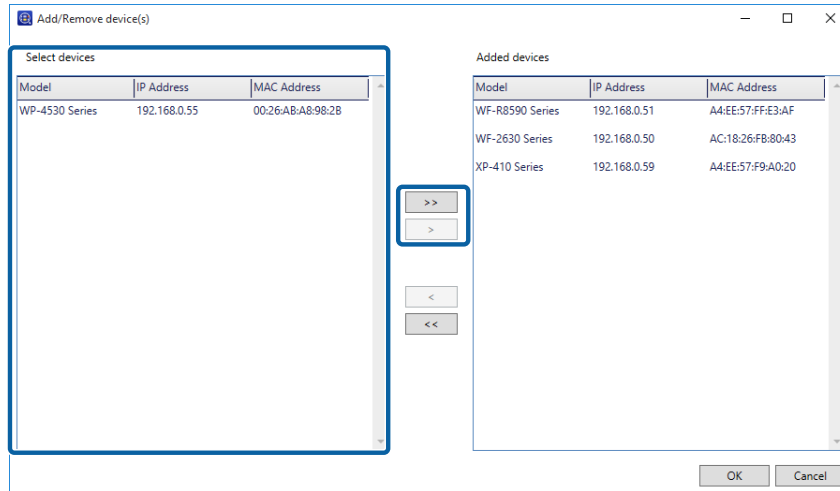 Add/Remove device(s)
Select devices
Model IP Address MAC Address
WP-4530 Series 192.168.0.55 00:26:AB:A8:98:2B
>>
>
<
<<
Added devices
Model IP Address MAC Address
WF-R8590 Series 192.168.0.51 A4:EE:57:FF:E3:AF
WF-2630 Series 192.168.0.50 AC:18:26:FB:80:43
XP-410 Series 192.168.0.59 A4:EE:57:F9:A0:20
OK Cancel